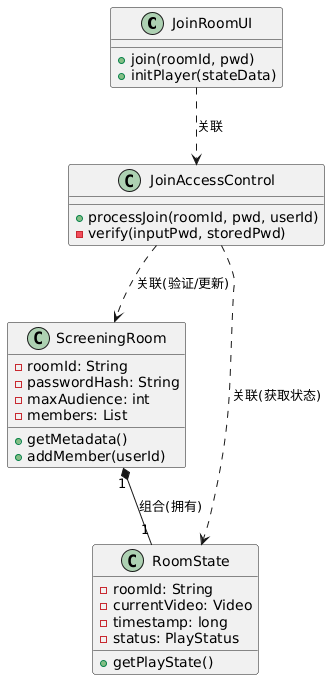 C JoinRoomUI
join(roomId, pwd)
initPlayer(stateData)
关联
C JoinAccessControl
processJoin(roomId, pwd, userId)
verify(inputPwd, storedPwd)
关联(验证/更新)
C ScreeningRoom
roomId: String
passwordHash: String
maxAudience: int
members: List
getMetadata()
addMember(userId)
关联(获取状态)
1
组合(拥有)
1
C RoomState
roomId: String
currentVideo: Video
timestamp: long
status: PlayStatus
getPlayState()